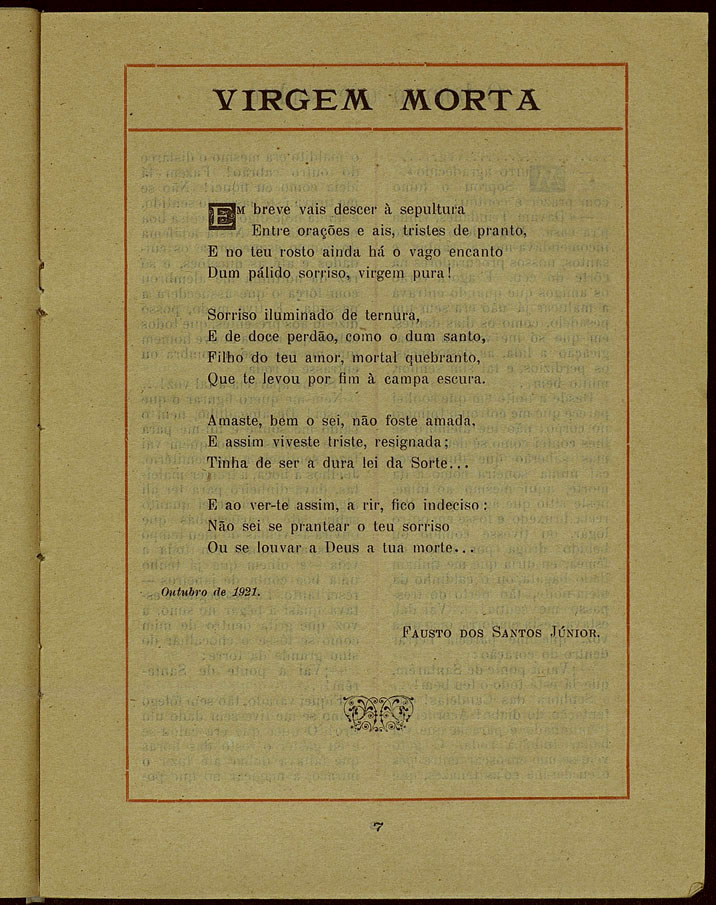 VIRGEM MORTA
EM breve vais descer à sepultura
Entre orações e ais, tristes de pranto,
E no teu rosto ainda há o vago encanto
Dum pálido sorriso, virgem pura!
Sorriso iluminado de ternura,
E de doce perdão, como o dum santo,
Filho do teu amor, mortal quebranto,
Que te levou por fim à campa escura.
Amaste, bem o sei, não foste amada,
E assim viveste triste, resignada;
Tinha de ser a dura lei da Sorte...
E ao ver-te assim, a rir, fico indeciso:
Não sei se prantear o teu sorriso
Ou se louvar a Deus a tua morte...
Outubro de 1921.
FAUSTO DOS SANTOS JÚNIOR.
7